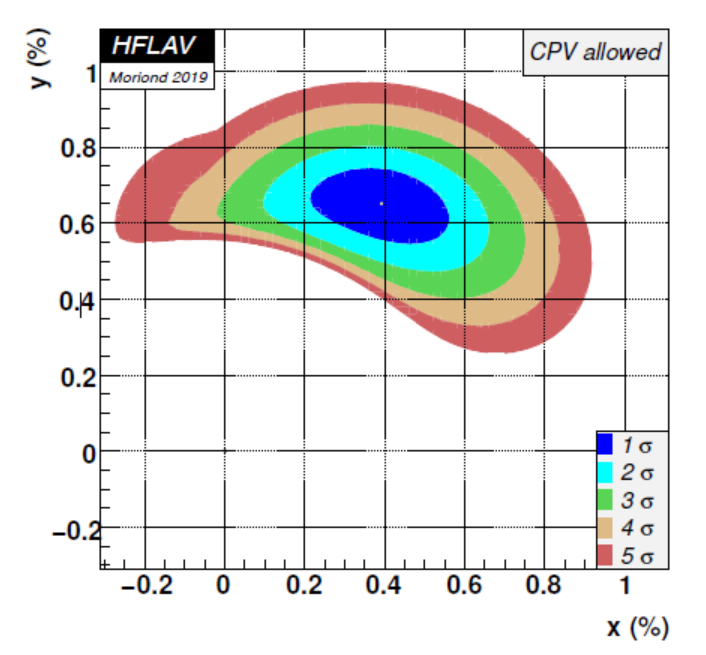 HFLAV
Moriond 2019
CPV allowed
y (%)
1
0.8
0.6
0.4
0.2
0
−0.2
1 σ
2 σ
3 σ
4 σ
5 σ
−0.2 0 0.2 0.4 0.6 0.8 1
x (%)